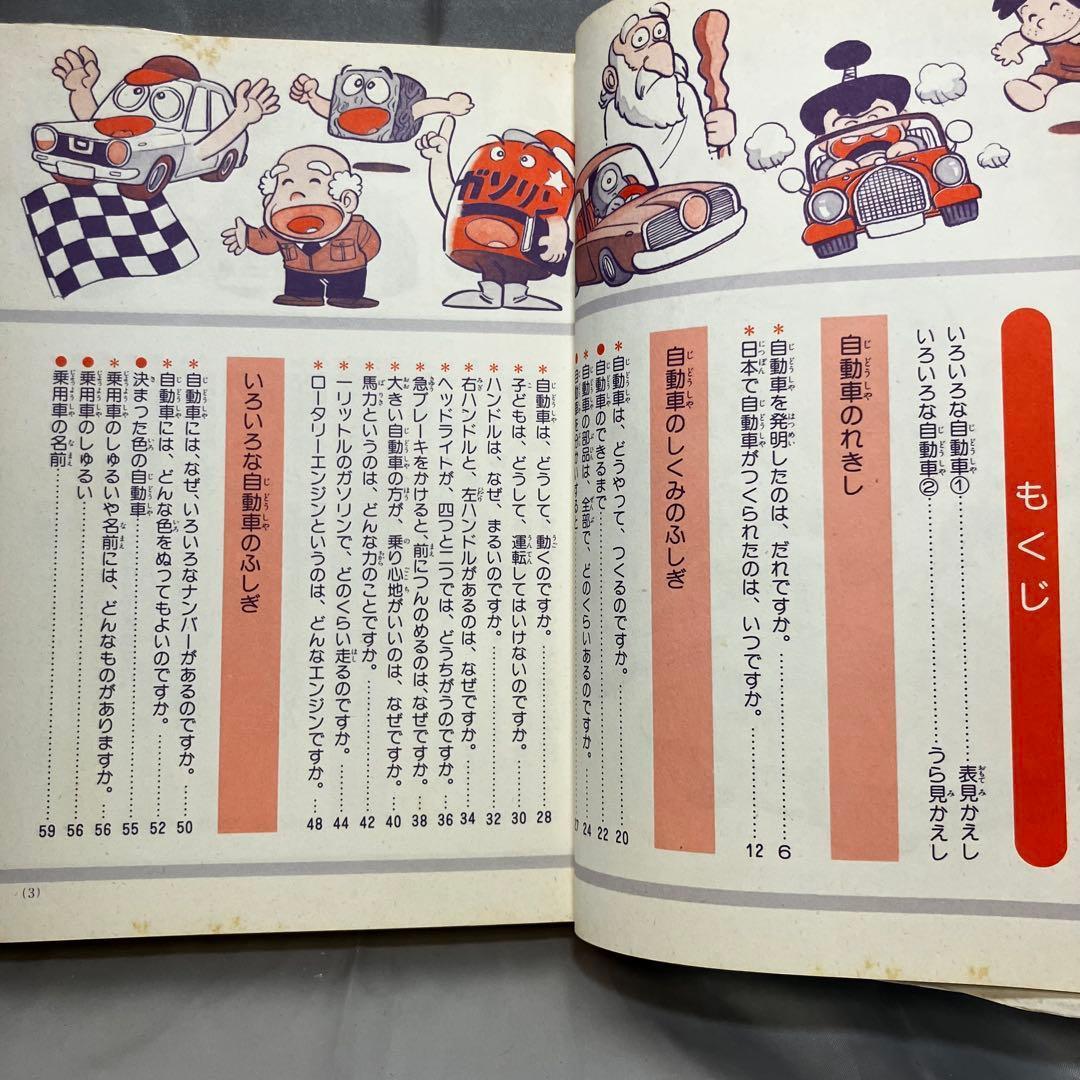 もくじ
いろいろな自動車①……表見かえし
いろいろな自動車②……うら見かえし
自動車のれきし
*自動車を発明したのは、だれですか。……6
*日本で自動車がつくられたのは、いつですか。……12
自動車のしくみのふしぎ
*自動車は、どうやって、つくるのですか。……20
●自動車のできるまで……22
*自動車の部品は、全部で、どのくらいあるのですか。……24
*自動車は、どうして、動くのですか。……28
*子どもは、どうして、運転してはいけないのですか。……30
*ハンドルは、なぜ、まるいのですか。……32
*右ハンドルと、左ハンドルがあるのは、なぜですか。……34
*ヘッドライトが、四つと二つでは、どうちがうのですか。……36
*急ブレーキをかけると、前につんのめるのは、なぜですか。……38
*大きい自動車の方が、乗り心地がいいのは、なぜですか。……40
*馬力というのは、どんな力のことですか。……42
*一リットルのガソリンで、どのくらい走るのですか。……44
*ロータリーエンジンというのは、どんなエンジンですか。……48
いろいろな自動車のふしぎ
*自動車には、なぜ、いろいろなナンバーがあるのですか。……50
*自動車には、どんな色をぬってもよいのですか。……52
●決まった色の自動車……55
*乗用車のしゅるいや名前には、どんなものがありますか。……56
●乗用車のしゅるい……56
●乗用車の名前……59
ガソリン
(3)